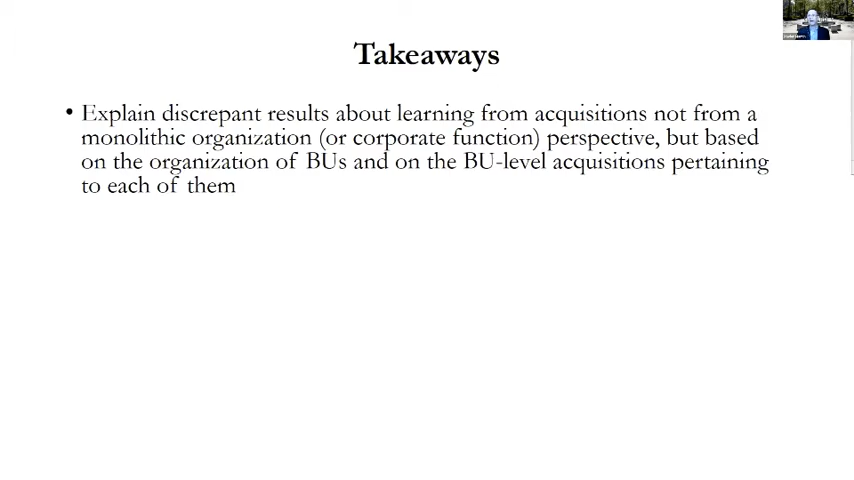 Takeaways
• Explain discrepant results about learning from acquisitions not from a
monolithic organization (or corporate function) perspective, but based
on the organization of BUs and on the BU-level acquisitions pertaining
to each of them